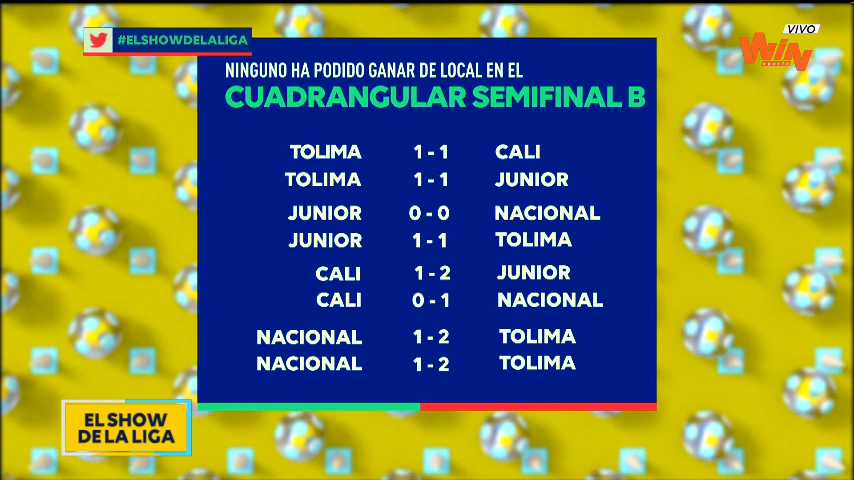 #ELSHOWDELALIGA
VIVO
WIN
sports
NINGUNO HA PODIDO GANAR DE LOCAL EN EL
CUADRANGULAR SEMIFINAL B
TOLIMA 1 - 1 CALI
TOLIMA 1 - 1 JUNIOR
JUNIOR 0 - 0 NACIONAL
JUNIOR 1 - 1 TOLIMA
CALI 1 - 2 JUNIOR
CALI 0 - 1 NACIONAL
NACIONAL 1 - 2 TOLIMA
NACIONAL 1 - 2 TOLIMA
EL SHOW
DE LA LIGA